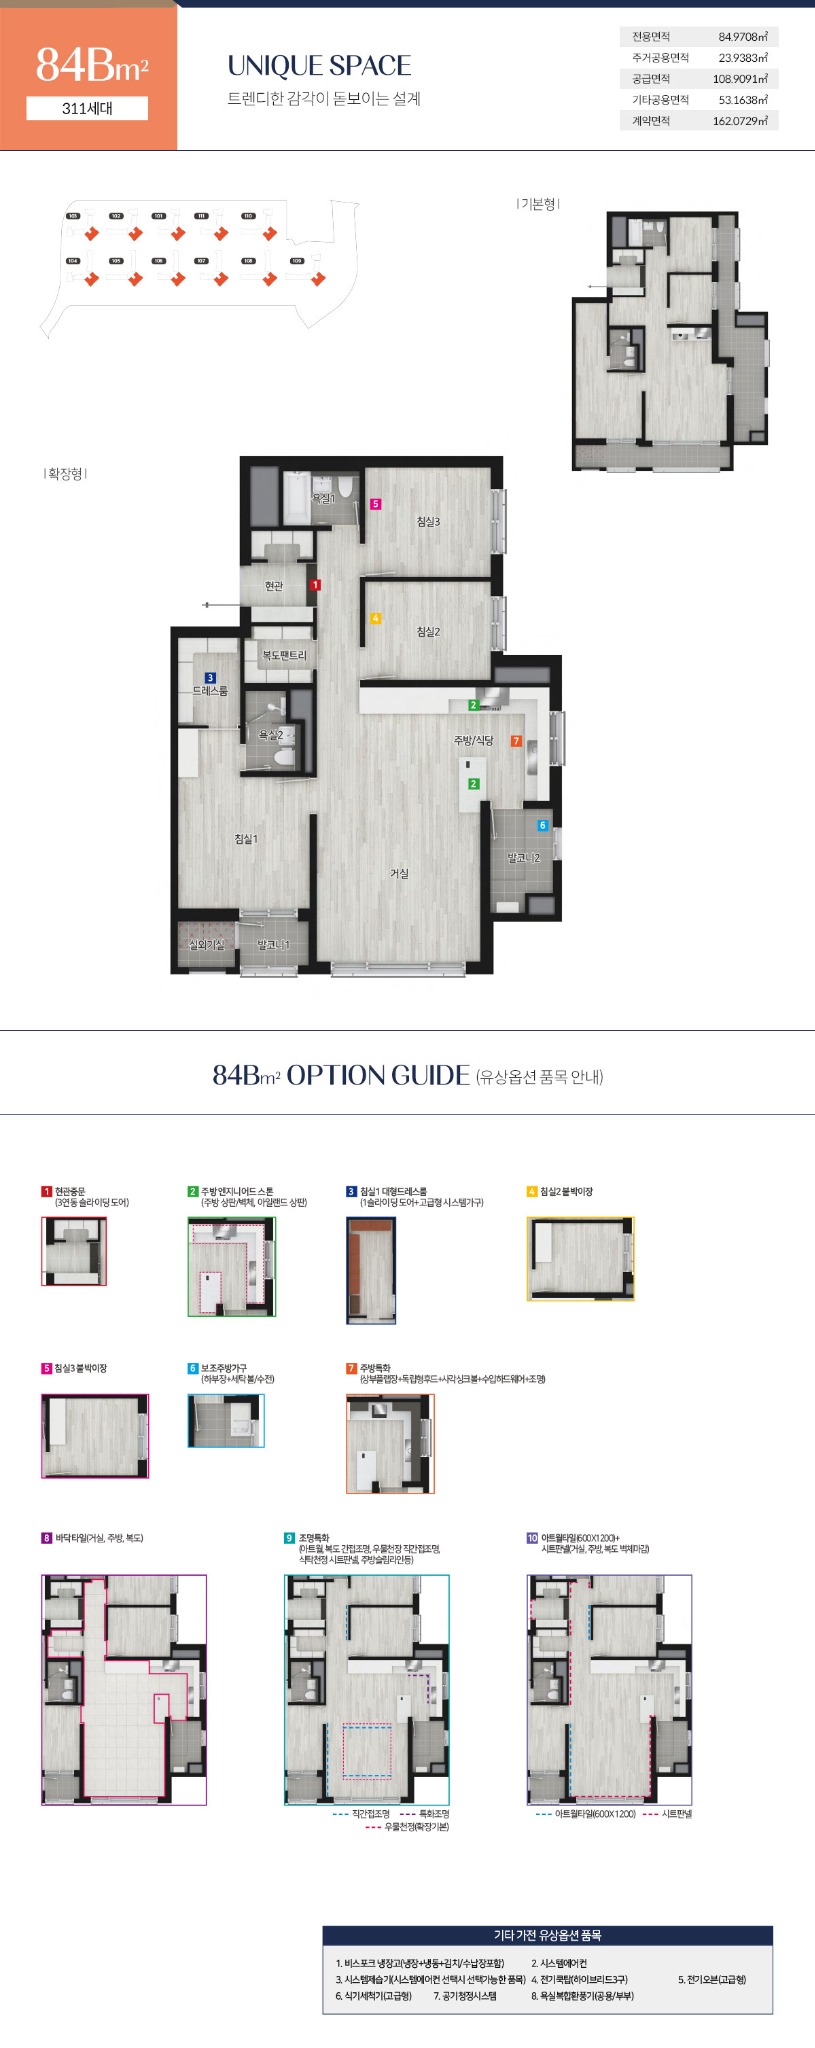 84Bm²
311세대
UNIQUE SPACE
트렌디한 감각이 돋보이는 설계
전용면적 84.9708㎡
주거공용면적 23.9383㎡
공급면적 108.9091㎡
기타공용면적 53.1638㎡
계약면적 162.0729㎡
103 102 101 111 110
104 105 106 107 108 109
| 기본형 |
| 확장형 |
욕실1
5
침실3
현관
1
4
침실2
복도팬트리
3
드레스룸
2
욕실2
주방/식당
7
2
6
침실1
발코니2
거실
실외기실
발코니1
84Bm² OPTION GUIDE (유상옵션 품목 안내)
1 현관중문
(3연동 슬라이딩 도어)
2 주방 엔지니어드 스톤
(주방 상판/벽체, 아일랜드 상판)
3 침실1 대형드레스룸
(1슬라이딩 도어+고급형 시스템가구)
4 침실2 붙박이장
5 침실3 붙박이장
6 보조주방가구
(하부장+세탁볼/수전)
7 주방특화
(상부플랩장+독립형후드+사각싱크볼+수입하드웨어+조명)
8 바닥타일(거실, 주방, 복도)
9 조명특화
(아트월, 복도 간접조명, 우물천장 직간접조명,
식탁천정 시트판넬, 주방슬림라인등)
10 아트월타일(600X1200)+
시트판넬(거실, 주방, 복도 벽체마감)
직간접조명 특화조명
우물천정(확장기본)
아트월타일(600X1200) 시트판넬
기타 가전 유상옵션 품목
1. 비스포크 냉장고(냉장+냉동+김치/수납장포함) 2. 시스템에어컨
3. 시스템제습기(시스템에어컨 선택시 선택가능한 품목) 4. 전기쿡탑(하이브리드3구) 5. 전기오븐(고급형)
6. 식기세척기(고급형) 7. 공기청정시스템 8. 욕실복합환풍기(공용/부부)